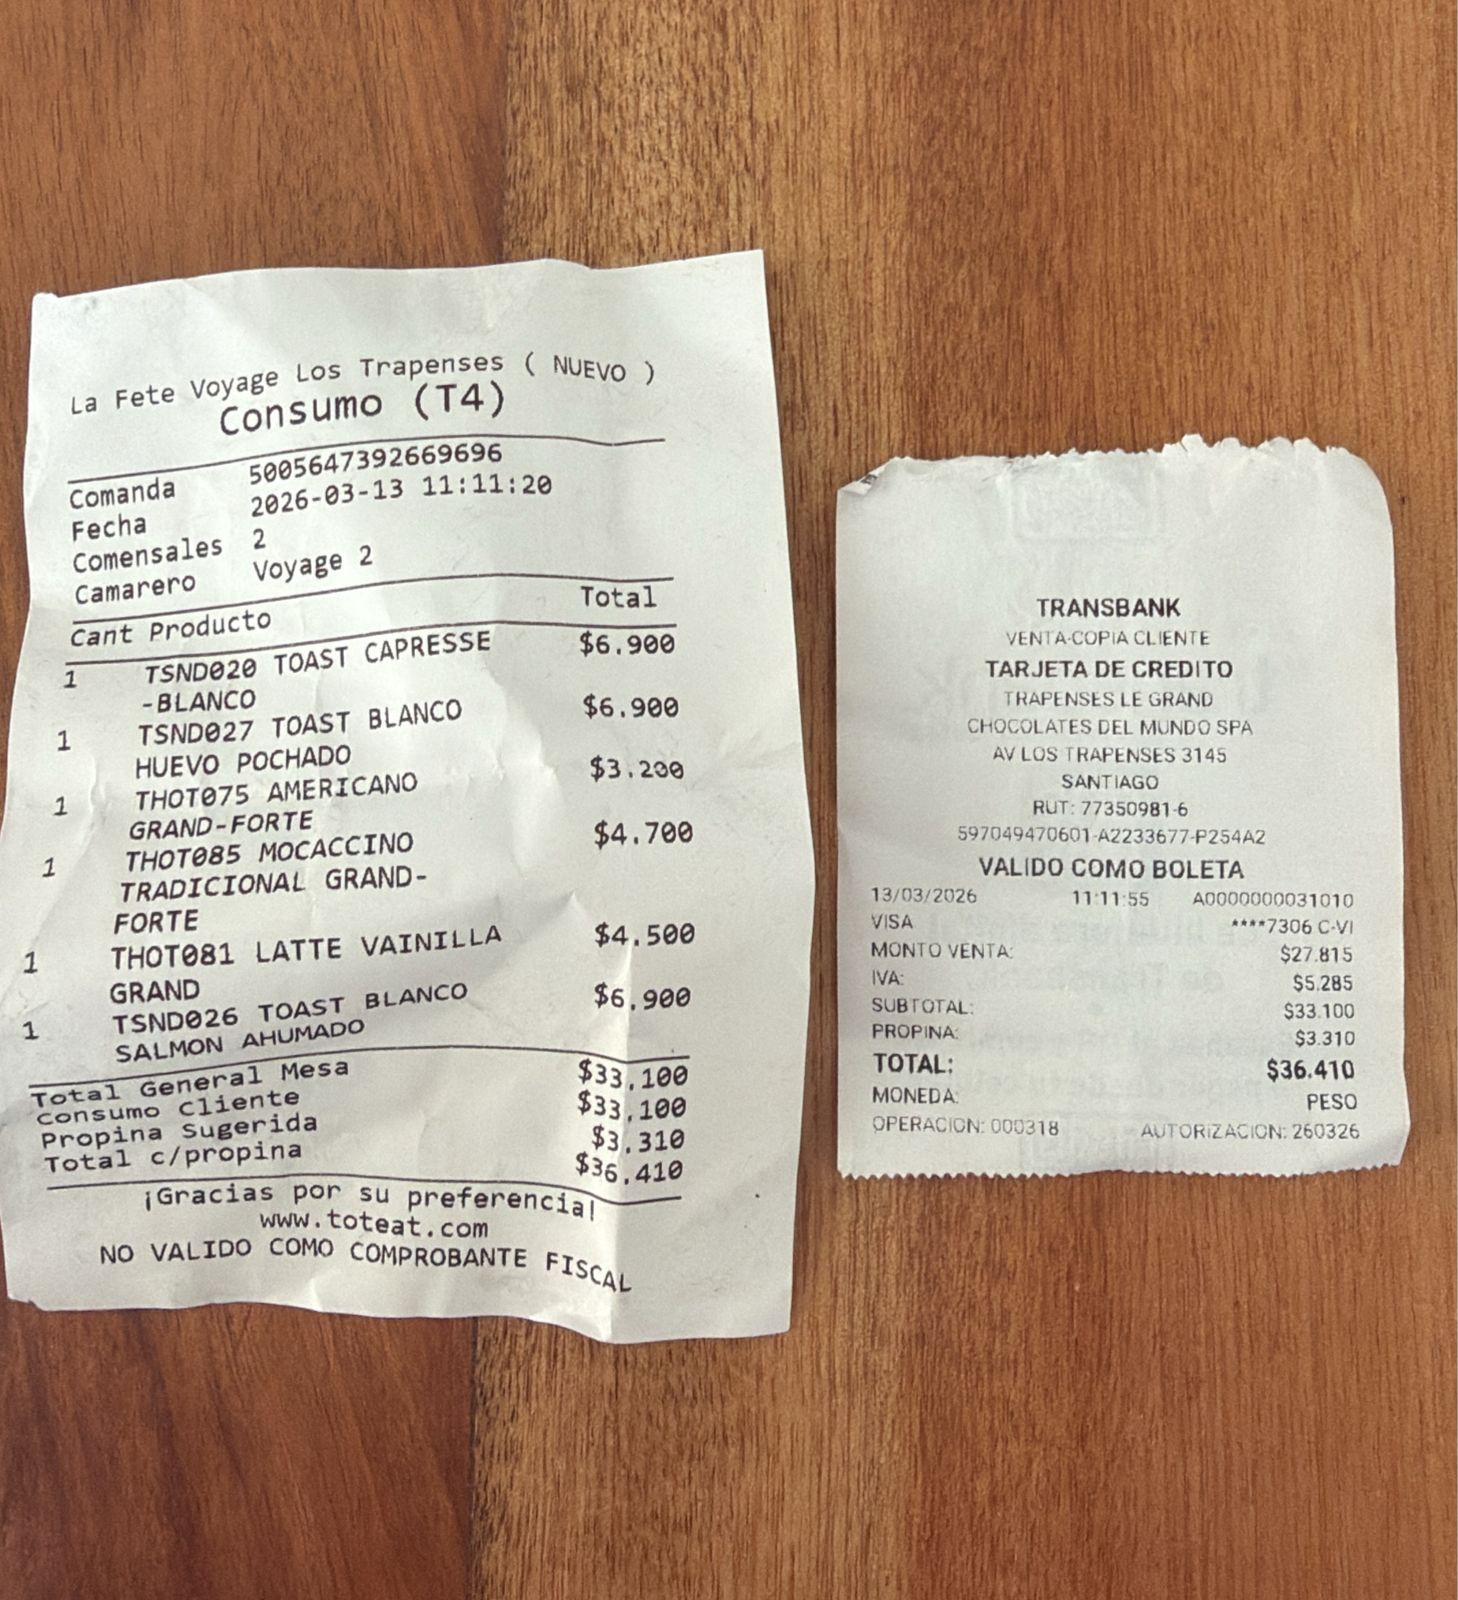 La Fete Voyage Los Trapenses ( NUEVO )
Consumo (T4)
Comanda 5005647392669696
Fecha 2026-03-13 11:11:20
Comensales 2
Camarero Voyage 2
Cant Producto Total
1 TSND020 TOAST CAPRESSE $6.900
-BLANCO
1 TSND027 TOAST BLANCO $6.900
HUEVO POCHADO
1 THOT075 AMERICANO $3.200
GRAND-FORTE
1 THOT085 MOCACCINO $4.700
TRADICIONAL GRAND-
FORTE
1 THOT081 LATTE VAINILLA $4.500
GRAND
1 TSND026 TOAST BLANCO $6.900
SALMON AHUMADO
Total General Mesa $33.100
Consumo Cliente $33.100
Propina Sugerida $3.310
Total c/propina $36.410
¡Gracias por su preferencia!
www.toteat.com
NO VALIDO COMO COMPROBANTE FISCAL
TRANSBANK
VENTA-COPIA CLIENTE
TARJETA DE CREDITO
TRAPENSES LE GRAND
CHOCOLATES DEL MUNDO SPA
AV LOS TRAPENSES 3145
SANTIAGO
RUT: 77350981-6
597049470601-A2233677-P254A2
VALIDO COMO BOLETA
13/03/2026 11:11:55 A0000000031010
VISA ****7306 C-VI
MONTO VENTA: $27.815
IVA: $5.285
SUBTOTAL: $33.100
PROPINA: $3.310
TOTAL: $36.410
MONEDA: PESO
OPERACION: 000318 AUTORIZACION: 260326